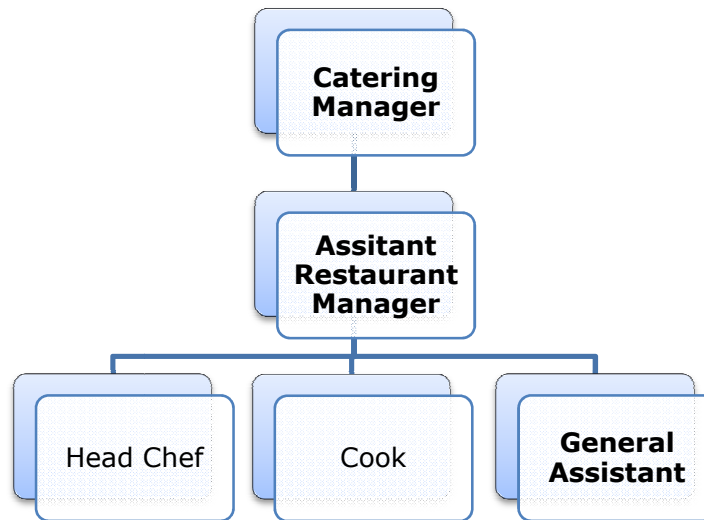 Catering
Manager
Assitant
Restaurant
Manager
Head Chef
Cook
General
Assistant